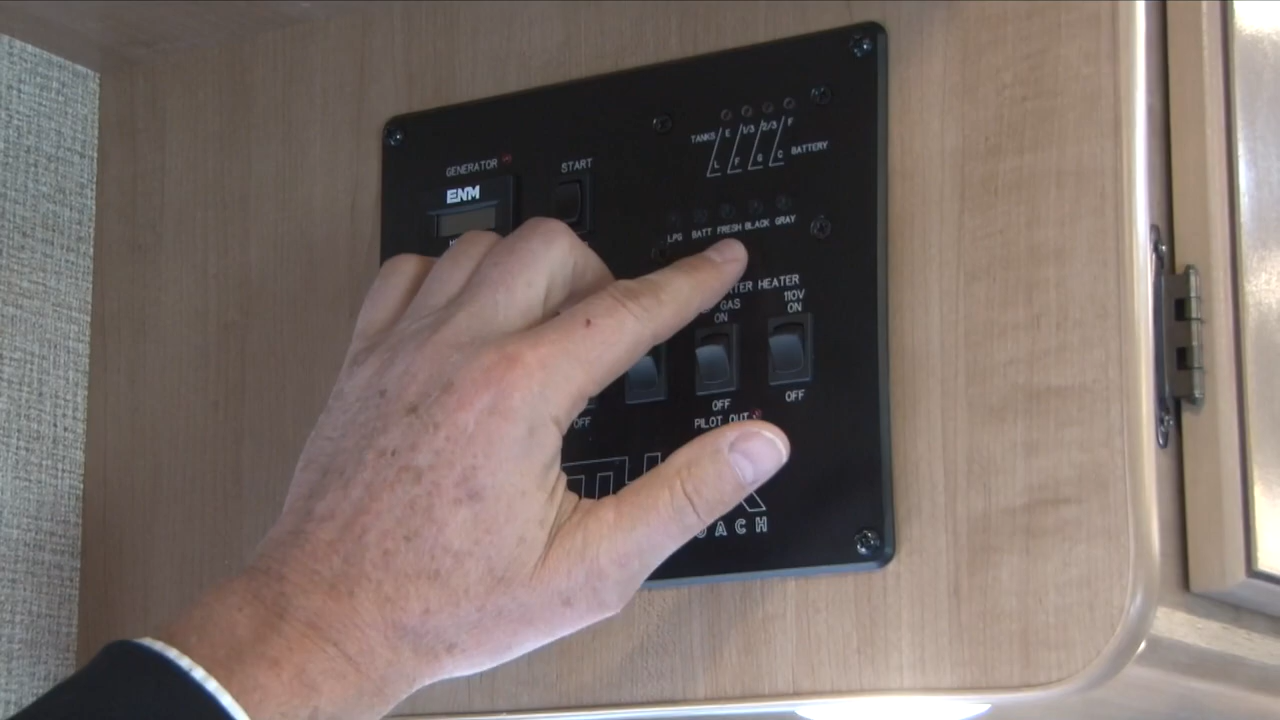 GENERATOR
START
ENM
TANKS E 1/3 2/3 F
L F G C BATTERY
LPG BATT FRESH BLACK GRAY
HEATER
GAS
ON
110V
ON
OFF
OFF
OFF
PILOT OUT